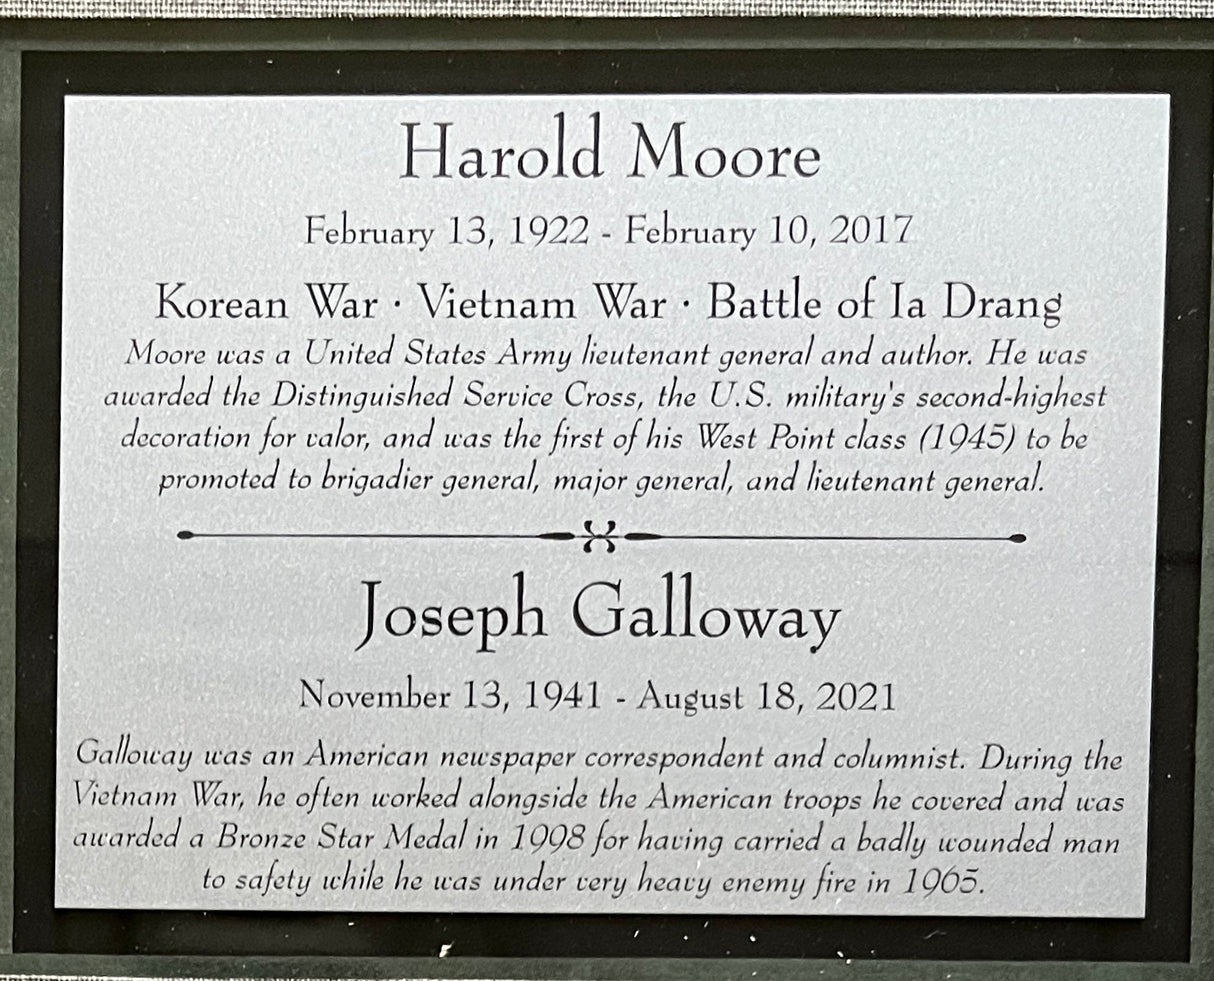 Harold Moore
February 13, 1922 - February 10, 2017
Korean War · Vietnam War · Battle of Ia Drang
Moore was a United States Army lieutenant general and author. He was
awarded the Distinguished Service Cross, the U.S. military's second-highest
decoration for valor, and was the first of his West Point class (1945) to be
promoted to brigadier general, major general, and lieutenant general.
Joseph Galloway
November 13, 1941 - August 18, 2021
Galloway was an American newspaper correspondent and columnist. During the
Vietnam War, he often worked alongside the American troops he covered and was
awarded a Bronze Star Medal in 1998 for having carried a badly wounded man
to safety while he was under very heavy enemy fire in 1965.